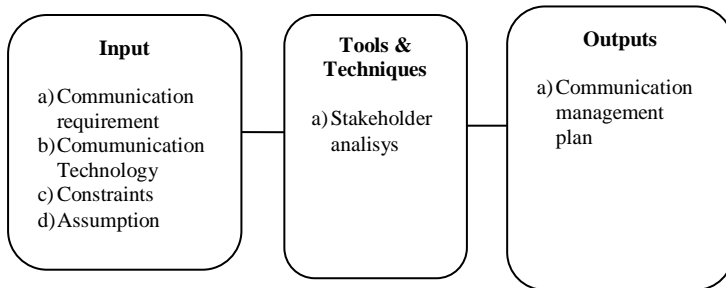 Input
a) Communication
requirement
b) Comumunication
Technology
c) Constraints
d) Assumption
Tools &
Techniques
a) Stakeholder
analisys
Outputs
a) Communication
management
plan